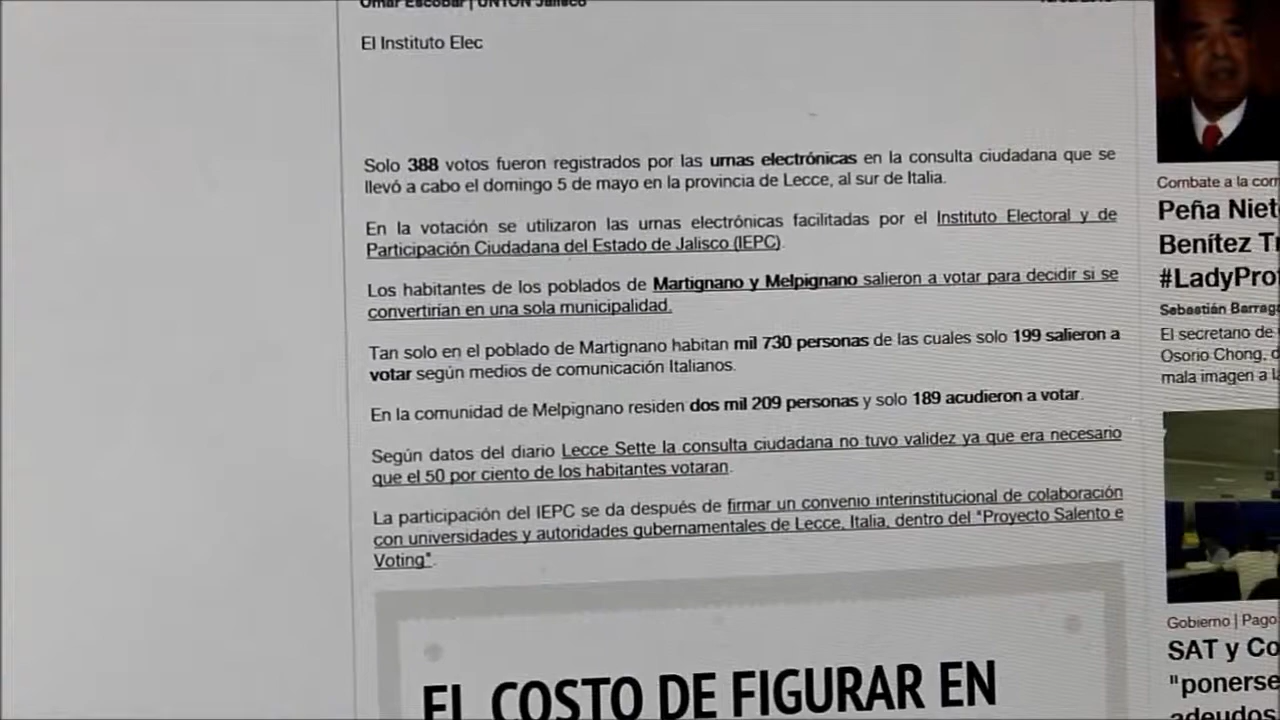 Omar Escobar | UNIÓN Jalisco
El Instituto Elec
Solo 388 votos fueron registrados por las urnas electrónicas en la consulta ciudadana que se
llevó a cabo el domingo 5 de mayo en la provincia de Lecce, al sur de Italia.
En la votación se utilizaron las urnas electrónicas facilitadas por el Instituto Electoral y de
Participación Ciudadana del Estado de Jalisco (IEPC).
Los habitantes de los poblados de Martignano y Melpignano salieron a votar para decidir si se
convertirían en una sola municipalidad.
Tan solo en el poblado de Martignano habitan mil 730 personas de las cuales solo 199 salieron a
votar según medios de comunicación Italianos.
En la comunidad de Melpignano residen dos mil 209 personas y solo 189 acudieron a votar.
Según datos del diario Lecce Sette la consulta ciudadana no tuvo validez ya que era necesario
que el 50 por ciento de los habitantes votaran.
La participación del IEPC se da después de firmar un convenio interinstitucional de colaboración
con universidades y autoridades gubernamentales de Lecce, Italia, dentro del "Proyecto Salento e
Voting".
EL COSTO DE FIGURAR EN
Combate a la
Peña Niet
Benítez T
#LadyPro
Sebastián Barrag
El secretario de
Osorio Chong,
mala imagen a
Gobierno | Pago
SAT y Co
"ponerse
adeudos